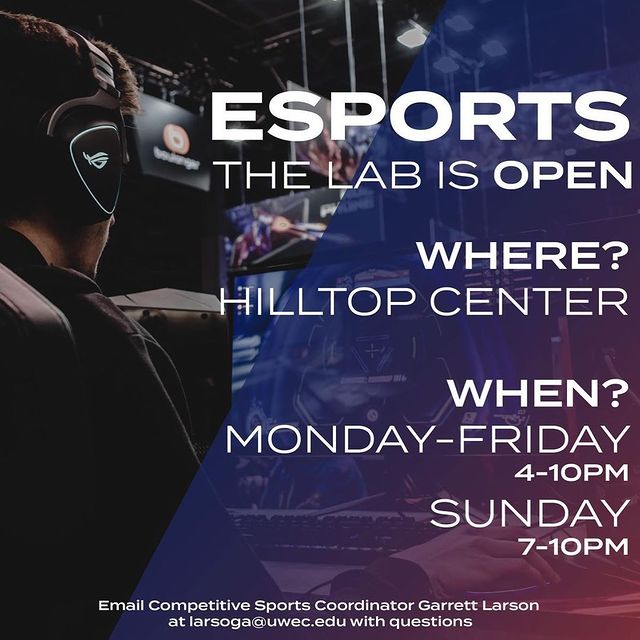 ESPORTS
THE LAB IS OPEN
WHERE?
HILLTOP CENTER
WHEN?
MONDAY-FRIDAY
4-10PM
SUNDAY
7-10PM
Email Competitive Sports Coordinator Garrett Larson
at larsoga@uwec.edu with questions